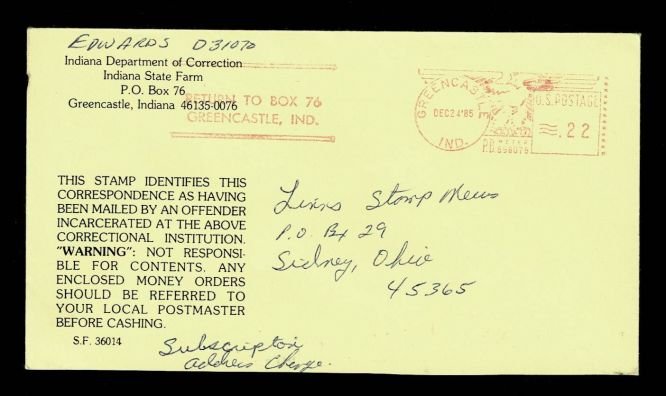 EDWARDS D31070
Indiana Department of Correction
Indiana State Farm
P.O. Box 76
Greencastle, Indiana 46135-0076
RETURN TO BOX 76
GREENCASTLE, IND.
GREENCASTLE
DEC24'85
IND.
U.S. POSTAGE
.22
P.B. METER
THIS STAMP IDENTIFIES THIS
CORRESPONDENCE AS HAVING
BEEN MAILED BY AN OFFENDER
INCARCERATED AT THE ABOVE
CORRECTIONAL INSTITUTION.
"WARNING": NOT RESPONSI-
BLE FOR CONTENTS. ANY
ENCLOSED MONEY ORDERS
SHOULD BE REFERRED TO
YOUR LOCAL POSTMASTER
BEFORE CASHING.
S.F. 36014
Linns Stamp News
P.O. Bx 29
Sidney, Ohio
45365
Subscription
address Change.